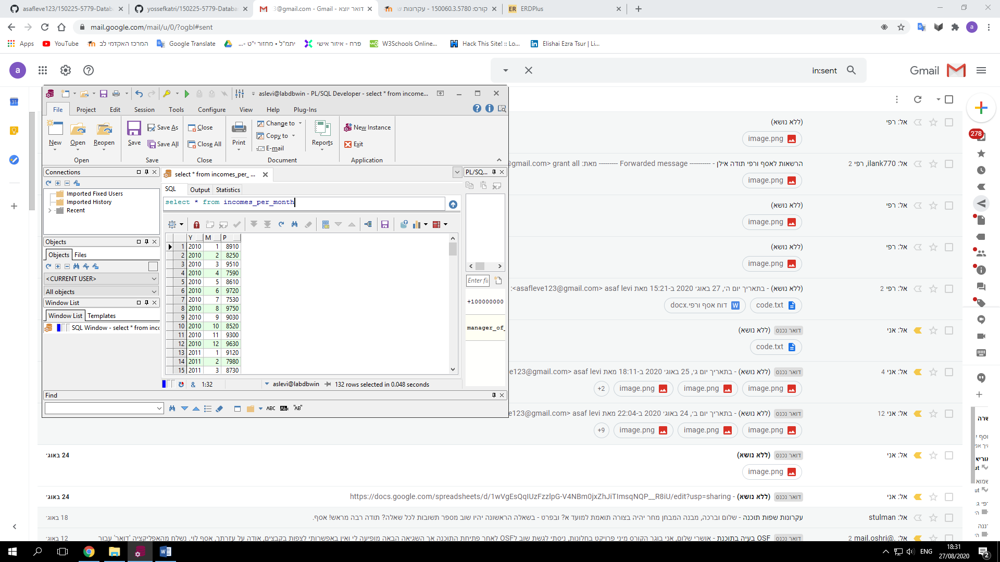 asafleve123/150225-5779-Datab
yossefkatri/150225-5779-Databa
דואר יוצא - 3@gmail.com - Gmail
קורס: 150060.3.5780 - עקרונות ש
ERDPlus
mail.google.com/mail/u/0/?ogbl#sent
Apps
YouTube
המרכז האקדמי לב
Google Translate
יתמ"ל • מחזור י"ט -...
פרח - איזור אישי
W3Schools Online...
Hack This Site! :: Lo...
Elishai Ezra Tsur | Li...
a
in:sent
Gmail
aslevi@labdbwin - PL/SQL Developer - select * from income...
File Project Edit Session Tools Configure View Help Plug-Ins
New Open Reopen
Save Save As Save All
Close Close All
Print Change to Copy to E-mail
Reports
New Instance Exit
Open Save Close Document Application
Connections
Imported Fixed Users
Imported History
Recent
select * from incomes_per_ ...
PL/SQ...
SQL Output Statistics
select * from incomes_per_month
Y M P
1 2010 1 8910
2 2010 2 8250
3 2010 3 9510
4 2010 4 7590
5 2010 5 8610
6 2010 6 9720
7 2010 7 7530
8 2010 8 9750
9 2010 9 9030
10 2010 10 8520
11 2010 11 9300
12 2010 12 9630
13 2011 1 9120
14 2011 2 7980
15 2011 3 8730
Objects
Objects Files
<CURRENT USER>
All objects
Window List
Window List Templates
SQL Window - select * from inc
Enter fil
+100000000
manager_of_
& 1:32
aslevi@labdbwin
132 rows selected in 0.048 seconds
Find
ABC
"AB"
אל: רפי
(ללא נושא)
image.png
278
אל: ilank770, רפי 2
הרשאות לאסף ורפי תודה אילן - ---------- Forwarded message --------- מאת: @gmail.com> grant all
image.png
אל: רפי
(ללא נושא)
image.png
אל: רפי
(ללא נושא)
image.png
אל: רפי 2
(ללא נושא) - בתאריך יום ה׳, 27 באוג׳ 2020 ב-15:21 מאת asaf levi <asafleve123@gmail.com>:
code.txt
דוח אסף ורפי.docx
אל: אני
דואר נכנס (ללא נושא)
code.txt
אל: אני 4
דואר נכנס (ללא נושא) - בתאריך יום ג׳, 25 באוג׳ 2020 ב-18:11 מאת asaf levi
image.png image.png image.png +2
אל: אני 12
דואר נכנס (ללא נושא) - בתאריך יום ב׳, 24 באוג׳ 2020 ב-22:04 מאת asaf levi
image.png image.png image.png +9
אל: אני
דואר נכנס (ללא נושא)
24 באוג׳
image.png
אל: אני
דואר נכנס (ללא נושא) - https://docs.google.com/spreadsheets/d/1wVgEsQqIUzFzzlpG-V4NBm0jxZhJiTImsqNQP__R8iU/edit?usp=sharing
24 באוג׳
אל: stulman
עקרונות שפות תוכנה - שלום וברכה, מבנה המבחן מחר יהיה בצורה תואמת למועד א? ובפרט - בשאלה הראשונה יהיו שוב מספר תשובות לכל שאלה? תודה רבה מראש! אסף.
18 באוג׳
אל: mail.oshri@. 2
OSF בעיה בתוכנת - אושרי שלום, אני בוגר הקורס מיני פרויקט בחלונות, ניסתי לגשת שוב לOSF לאחר פתיחת התוכנה אך השגיאה הבאה מופיעה לי ואין באפשרותי לצפות בקבצים, אודה על עזרתך, אסף לוי. נשלח מהאפליקציה 'דואר' עבור
12 באוג׳
ENG
18:31
27/08/2020
2